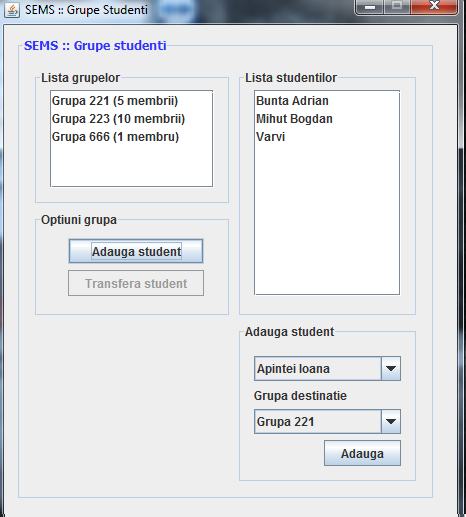 SEMS :: Grupe Studenti
SEMS :: Grupe studenti
Lista grupelor
Grupa 221 (5 membrii)
Grupa 223 (10 membrii)
Grupa 666 (1 membru)
Optiuni grupa
Adauga student
Transfera student
Lista studentilor
Bunta Adrian
Mihut Bogdan
Varvi
Adauga student
Apintei Ioana
Grupa destinatie
Grupa 221
Adauga